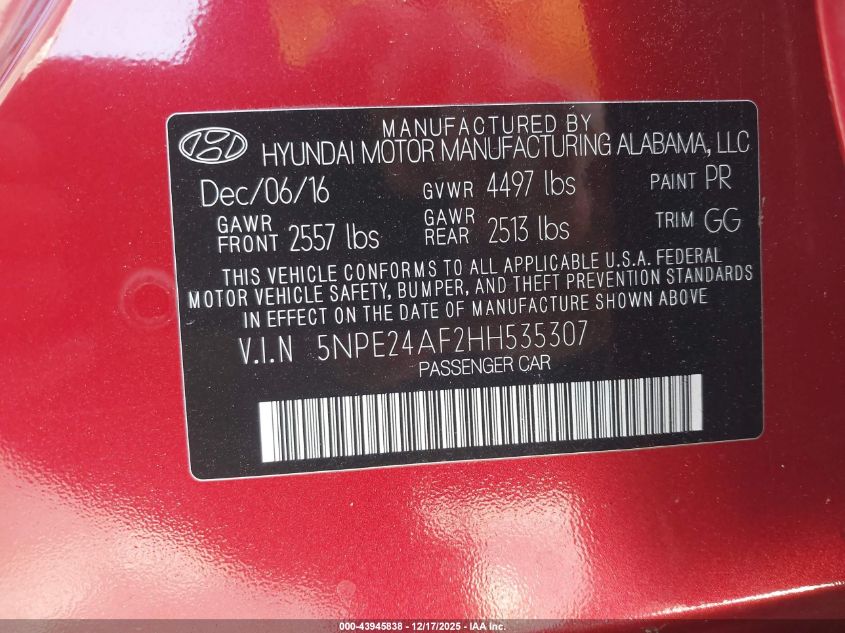 MANUFACTURED BY
HYUNDAI MOTOR MANUFACTURING ALABAMA, LLC
Dec/06/16 GVWR 4497 lbs PAINT PR
GAWR FRONT 2557 lbs GAWR REAR 2513 lbs TRIM GG
THIS VEHICLE CONFORMS TO ALL APPLICABLE U.S.A. FEDERAL
MOTOR VEHICLE SAFETY, BUMPER, AND THEFT PREVENTION STANDARDS
IN EFFECT ON THE DATE OF MANUFACTURE SHOWN ABOVE
V.I.N 5NPE24AF2HH535307
PASSENGER CAR
000-43945838 - 12/17/2025 - IAA Inc.